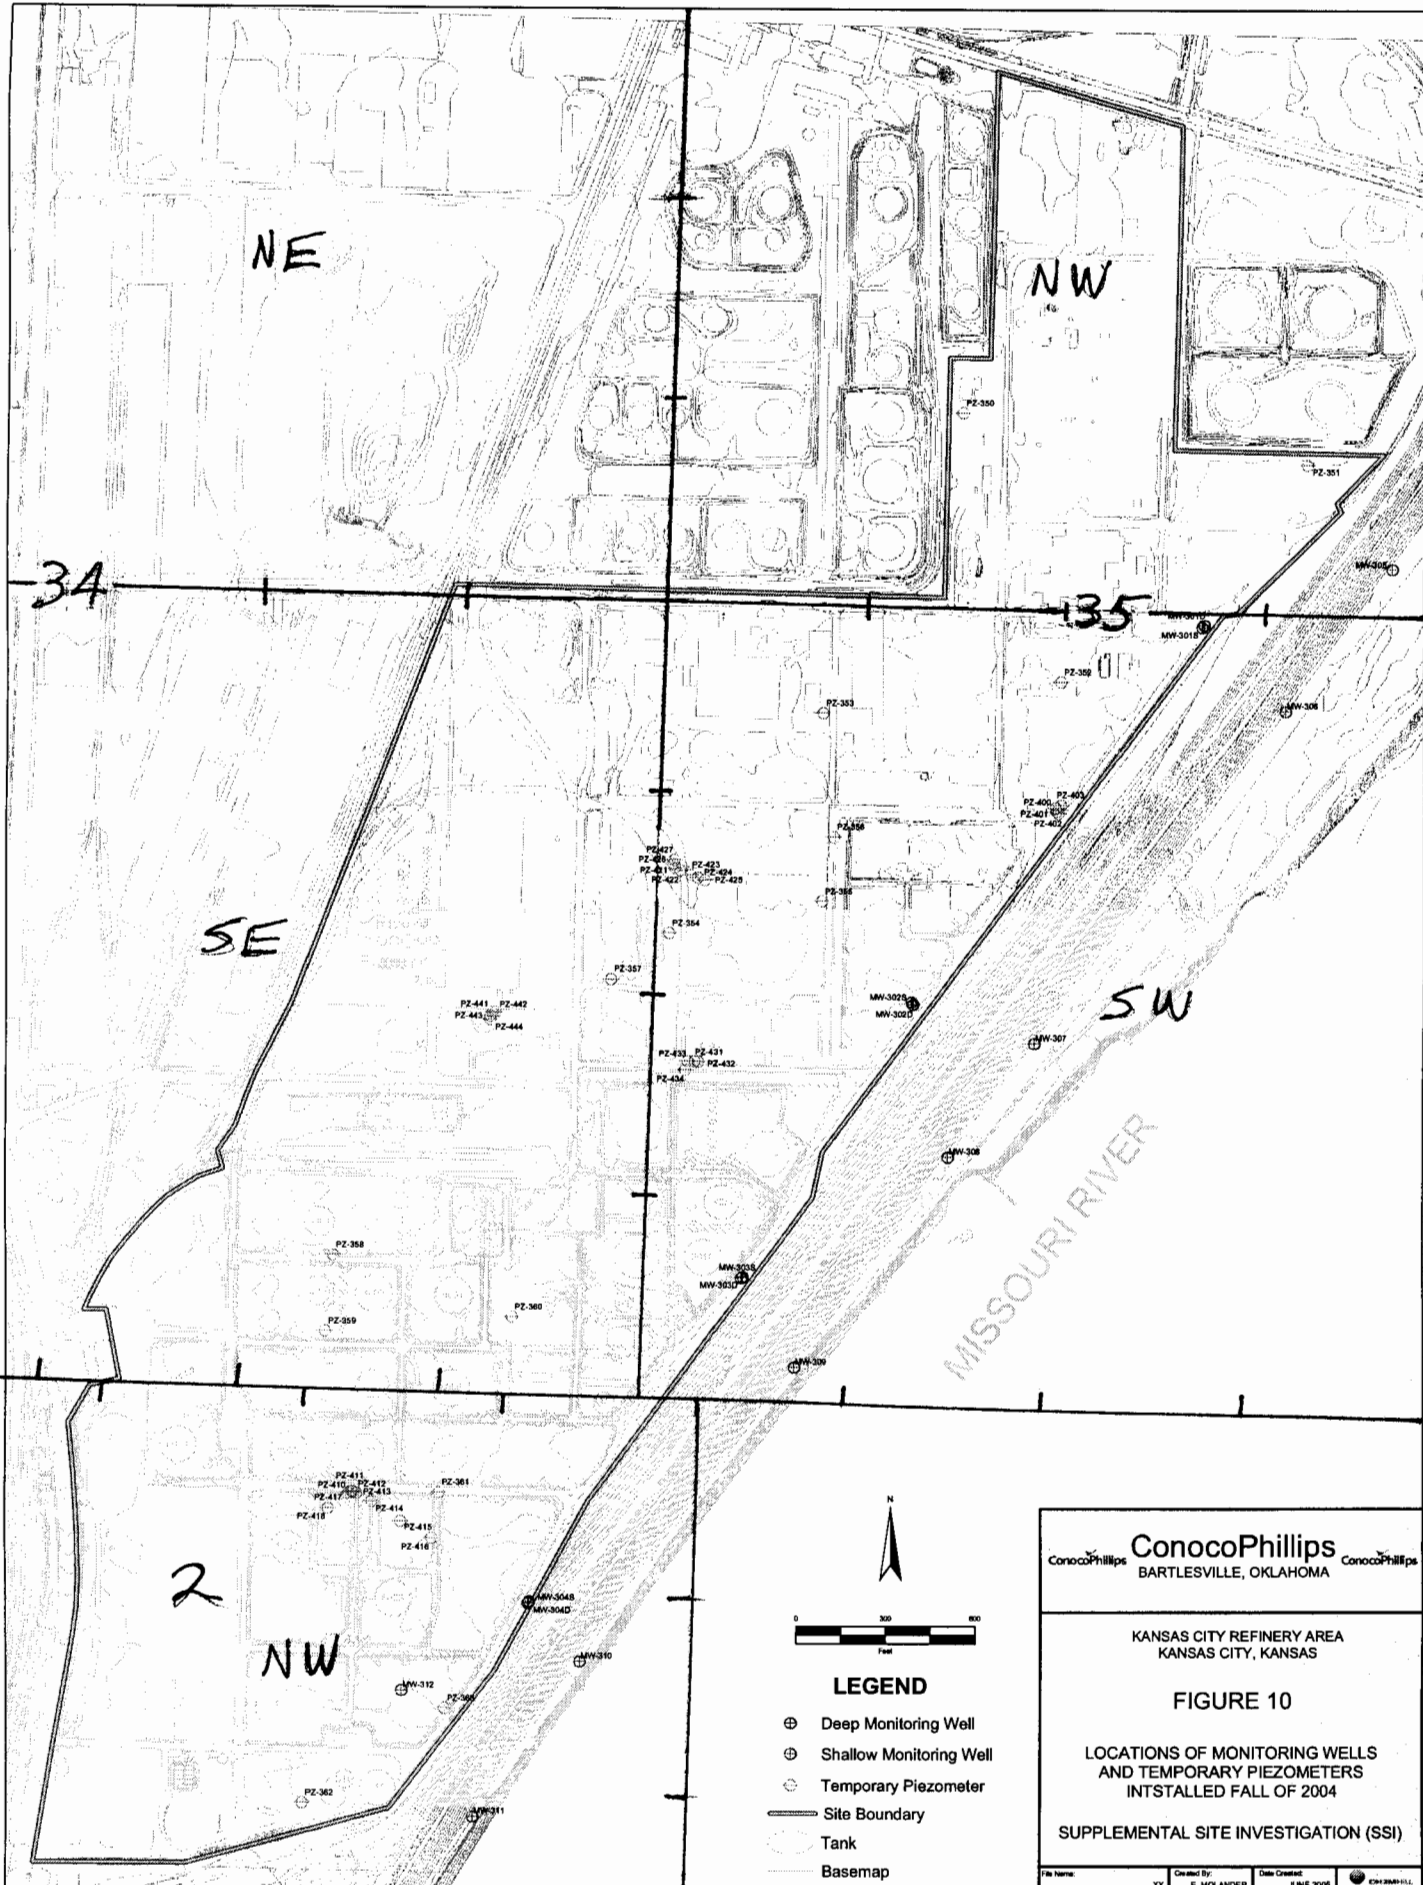 NE
NW
PZ-350
PZ-351
34
35
MW-305
MW-301S
PZ-352
PZ-353
MW-306
PZ-400
PZ-403
PZ-401
PZ-402
PZ-356
PZ-427
PZ-423
PZ-424
PZ-422
PZ-425
PZ-354
SE
PZ-357
PZ-441
PZ-442
PZ-443
PZ-444
MW-302S
MW-302D
SW
MW-307
PZ-433
PZ-431
PZ-432
PZ-434
MW-308
MISSOURI RIVER
PZ-358
MW-303S
MW-303D
PZ-359
PZ-360
MW-309
PZ-411
PZ-410
PZ-412
PZ-413
PZ-361
PZ-417
PZ-414
PZ-418
PZ-415
PZ-416
2
NW
MW-304S
MW-304D
MW-310
MW-312
PZ-362
MW-311
N
0 300 600
Feet
LEGEND
Deep Monitoring Well
Shallow Monitoring Well
Temporary Piezometer
Site Boundary
Tank
Basemap
ConocoPhillips ConocoPhillips ConocoPhillips
BARTLESVILLE, OKLAHOMA
KANSAS CITY REFINERY AREA
KANSAS CITY, KANSAS
FIGURE 10
LOCATIONS OF MONITORING WELLS
AND TEMPORARY PIEZOMETERS
INTSTALLED FALL OF 2004
SUPPLEMENTAL SITE INVESTIGATION (SSI)
File Name:
Created By:
Date Created: